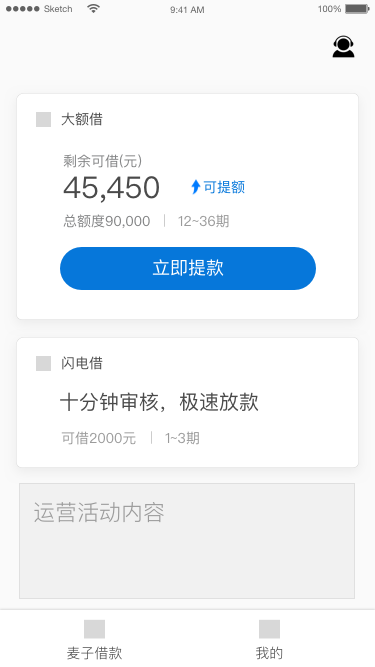 Sketch
9:41 AM
100%
大额借
剩余可借(元)
45,450
可提额
总额度90,000
12~36期
立即提款
闪电借
十分钟审核，极速放款
可借2000元
1~3期
运营活动内容
麦子借款
我的